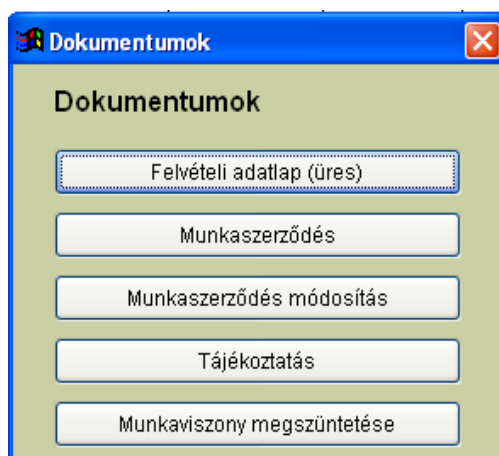 Dokumentumok
Dokumentumok
Felvételi adatlap (üres)
Munkaszerződés
Munkaszerződés módosítás
Tájékoztatás
Munkaviszony megszüntetése